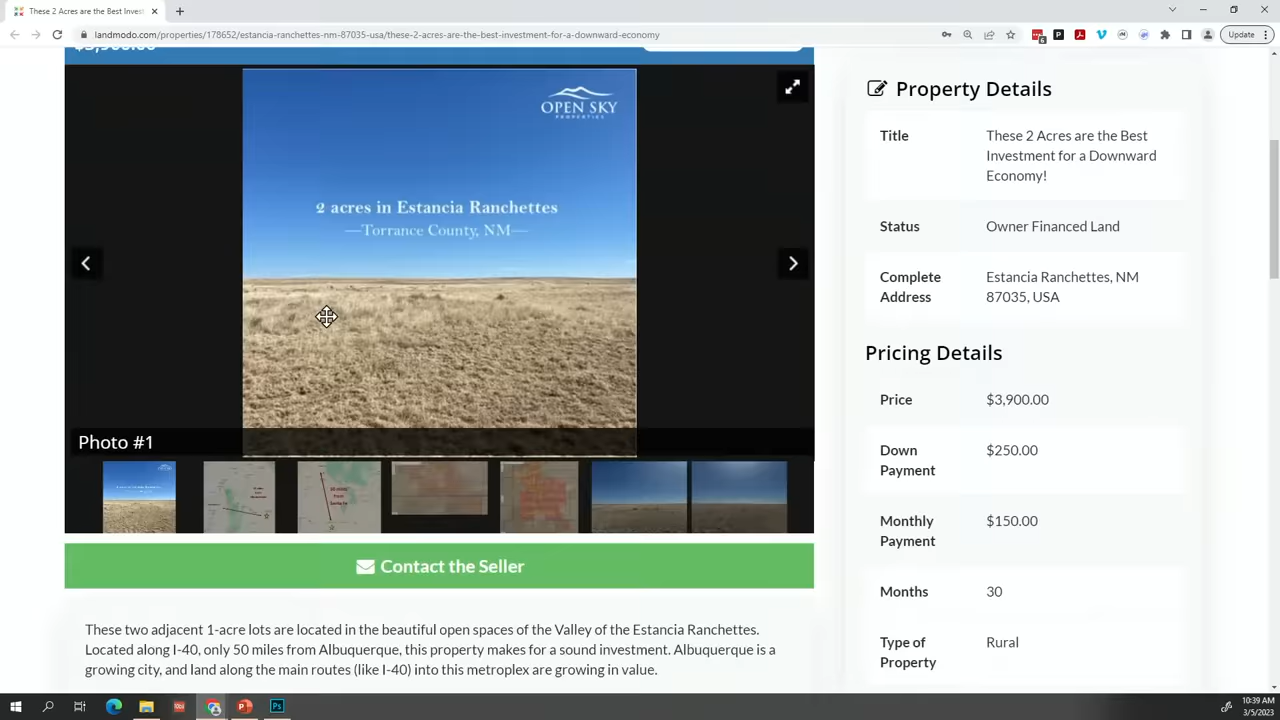 These 2 Acres are the Best Invest
landmodo.com/properties/178652/estancia-ranchettes-nm-87035-usa/these-2-acres-are-the-best-investment-for-a-downward-economy
Update
$3,900.00
OPEN SKY
PROPERTIES
2 acres in Estancia Ranchettes
—Torrance County, NM—
Photo #1
Contact the Seller
These two adjacent 1-acre lots are located in the beautiful open spaces of the Valley of the Estancia Ranchettes.
Located along I-40, only 50 miles from Albuquerque, this property makes for a sound investment. Albuquerque is a
growing city, and land along the main routes (like I-40) into this metroplex are growing in value.
Property Details
Title
These 2 Acres are the Best
Investment for a Downward
Economy!
Status
Owner Financed Land
Complete
Address
Estancia Ranchettes, NM
87035, USA
Pricing Details
Price
$3,900.00
Down
Payment
$250.00
Monthly
Payment
$150.00
Months
30
Type of
Property
Rural
10:39 AM
3/5/2023